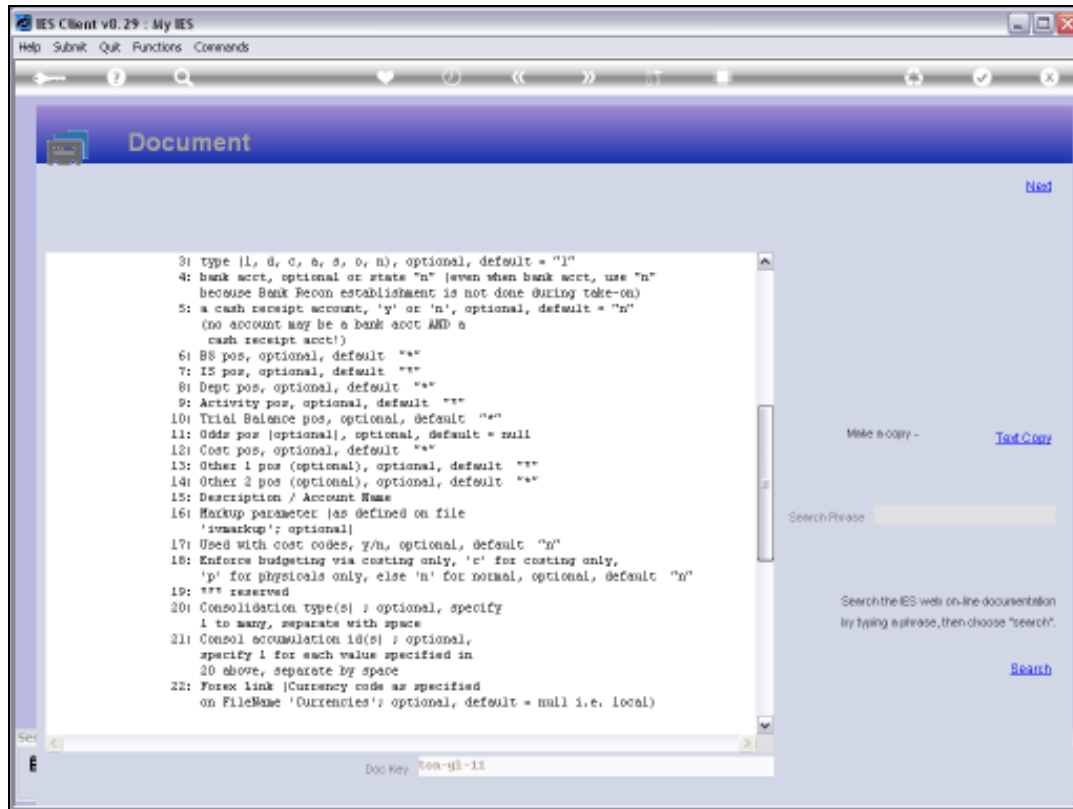 IES Client v8.29 : My IES
Help Submit Quit Functions Commands
Document
Next
3: type (l, d, c, a, s, o, n), optional, default = "l"
4: bank acct, optional or state "n" (even when bank acct, use "n"
because Bank Recon establishment is not done during take-on)
5: a cash receipt account, 'y' or 'n', optional, default = "n"
(no account may be a bank acct AND a
cash receipt acct!)
6: BS pos, optional, default "*"
7: IS pos, optional, default "*"
8: Dept pos, optional, default "*"
9: Activity pos, optional, default "*"
10: Trial Balance pos, optional, default "*"
11: Odds pos (optional), optional, default = null
12: Cost pos, optional, default "*"
13: Other 1 pos (optional), optional, default "*"
14: Other 2 pos (optional), optional, default "*"
15: Description / Account Name
16: Markup parameter (as defined on file
'ivmarkup'; optional)
17: Used with cost codes, y/n, optional, default "n"
18: Enforce budgeting via costing only, 'c' for costing only,
'p' for physicals only, else 'n' for normal, optional, default "n"
19: *** reserved
20: Consolidation type(s) ; optional, specify
1 to many, separate with space
21: Consol accumulation id(s) ; optional,
specify 1 for each value specified in
20 above, separate by space
22: Forex Link (Currency code as specified
on FileName 'Currencies'; optional, default = null i.e. local)
Make a copy -
Text Copy
Search Phrase
Search the IES web on-line documentation
by typing a phrase, then choose "search".
Search
Doc Key ton-gl-11